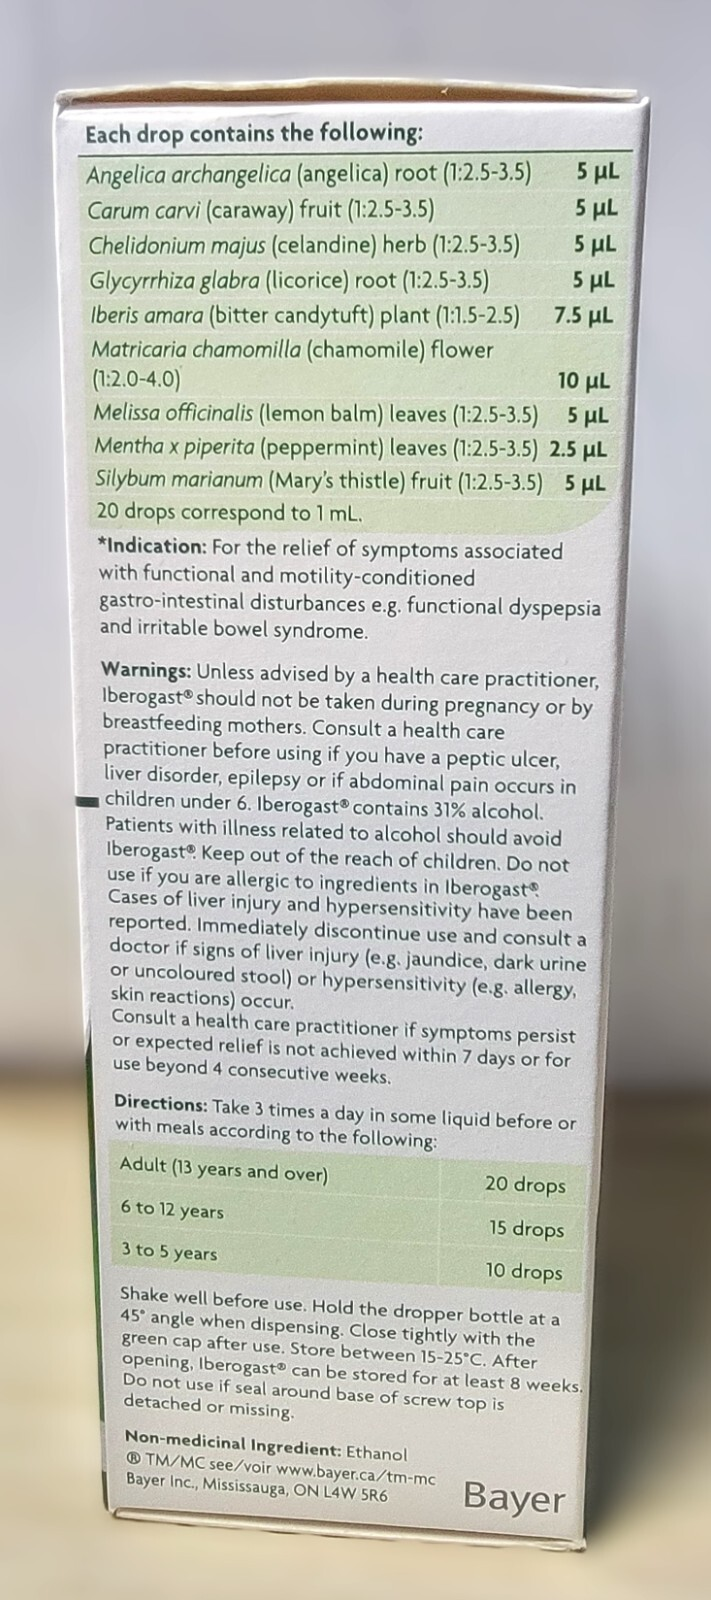 Each drop contains the following:
Angelica archangelica (angelica) root (1:2.5-3.5) 5 µL
Carum carvi (caraway) fruit (1:2.5-3.5) 5 µL
Chelidonium majus (celandine) herb (1:2.5-3.5) 5 µL
Glycyrrhiza glabra (licorice) root (1:2.5-3.5) 5 µL
Iberis amara (bitter candytuft) plant (1:1.5-2.5) 7.5 µL
Matricaria chamomilla (chamomile) flower
(1:2.0-4.0) 10 µL
Melissa officinalis (lemon balm) leaves (1:2.5-3.5) 5 µL
Mentha x piperita (peppermint) leaves (1:2.5-3.5) 2.5 µL
Silybum marianum (Mary's thistle) fruit (1:2.5-3.5) 5 µL
20 drops correspond to 1 mL.
*Indication: For the relief of symptoms associated
with functional and motility-conditioned
gastro-intestinal disturbances e.g. functional dyspepsia
and irritable bowel syndrome.
Warnings: Unless advised by a health care practitioner,
Iberogast® should not be taken during pregnancy or by
breastfeeding mothers. Consult a health care
practitioner before using if you have a peptic ulcer,
liver disorder, epilepsy or if abdominal pain occurs in
children under 6. Iberogast® contains 31% alcohol.
Patients with illness related to alcohol should avoid
Iberogast®. Keep out of the reach of children. Do not
use if you are allergic to ingredients in Iberogast®.
Cases of liver injury and hypersensitivity have been
reported. Immediately discontinue use and consult a
doctor if signs of liver injury (e.g. jaundice, dark urine
or uncoloured stool) or hypersensitivity (e.g. allergy,
skin reactions) occur.
Consult a health care practitioner if symptoms persist
or expected relief is not achieved within 7 days or for
use beyond 4 consecutive weeks.
Directions: Take 3 times a day in some liquid before or
with meals according to the following:
Adult (13 years and over) 20 drops
6 to 12 years 15 drops
3 to 5 years 10 drops
Shake well before use. Hold the dropper bottle at a
45° angle when dispensing. Close tightly with the
green cap after use. Store between 15-25°C. After
opening, Iberogast® can be stored for at least 8 weeks.
Do not use if seal around base of screw top is
detached or missing.
Non-medicinal Ingredient: Ethanol
® TM/MC see/voir www.bayer.ca/tm-mc
Bayer Inc., Mississauga, ON L4W 5R6
Bayer